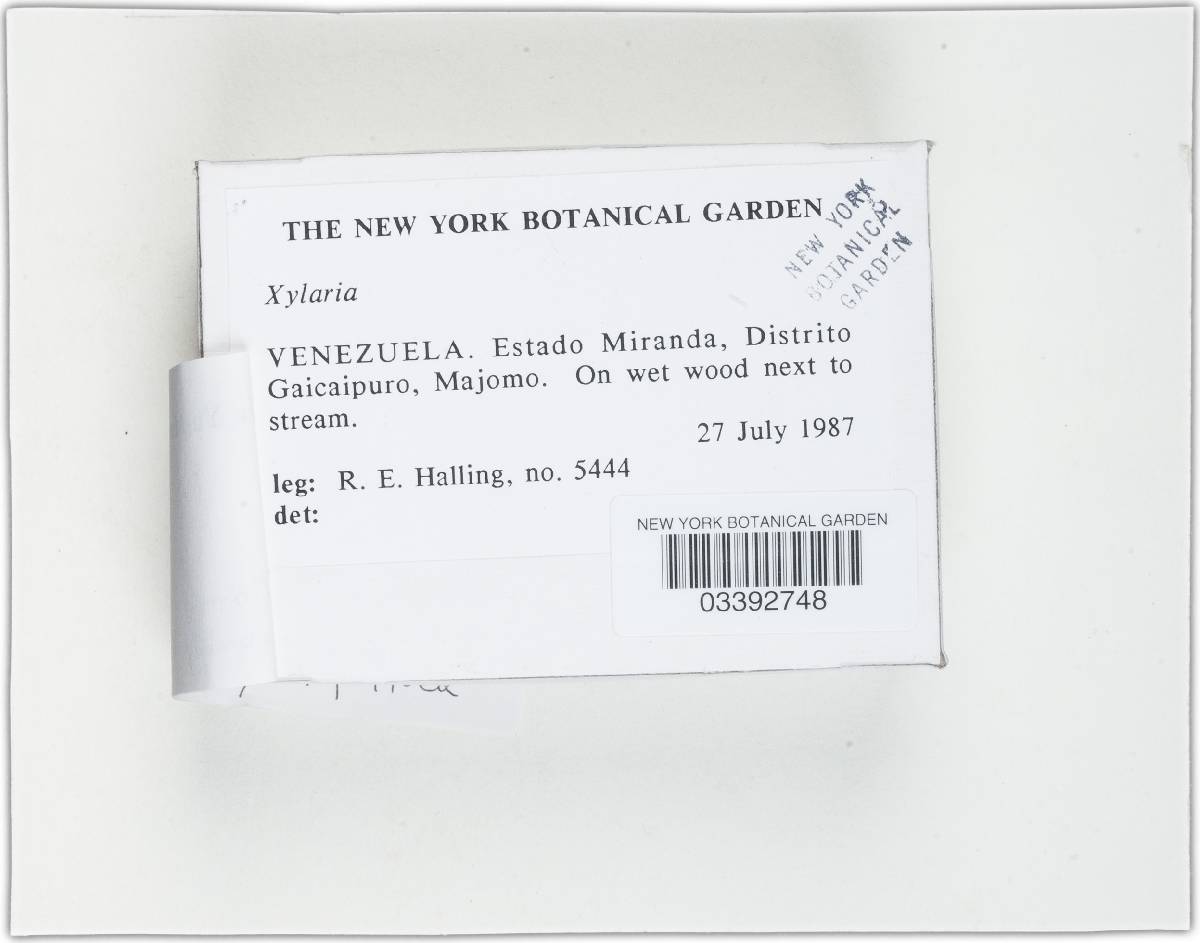 THE NEW YORK BOTANICAL GARDEN
NEW YORK
BOTANICAL
GARDEN
Xylaria
VENEZUELA. Estado Miranda, Distrito
Gaicaipuro, Majomo. On wet wood next to
stream.
27 July 1987
leg: R. E. Halling, no. 5444
det:
NEW YORK BOTANICAL GARDEN
03392748